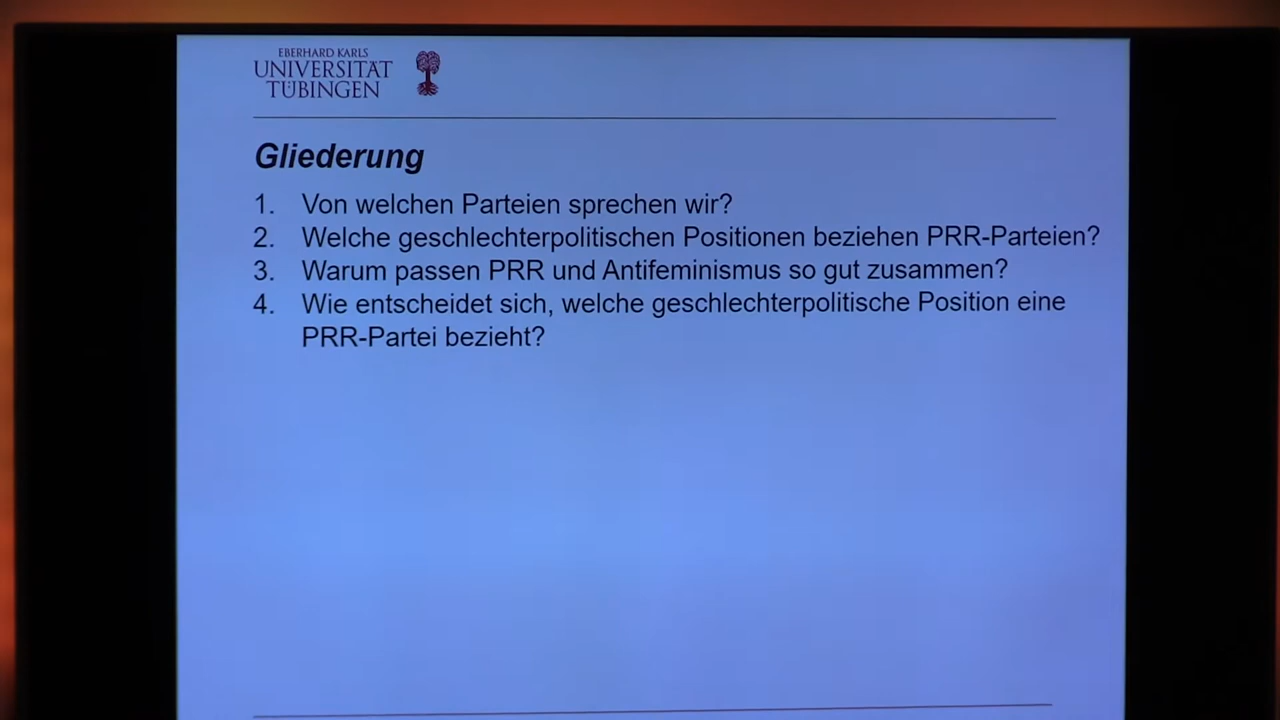 EBERHARD KARLS
UNIVERSITÄT
TÜBINGEN
Gliederung
1. Von welchen Parteien sprechen wir?
2. Welche geschlechterpolitischen Positionen beziehen PRR-Parteien?
3. Warum passen PRR und Antifeminismus so gut zusammen?
4. Wie entscheidet sich, welche geschlechterpolitische Position eine
PRR-Partei bezieht?